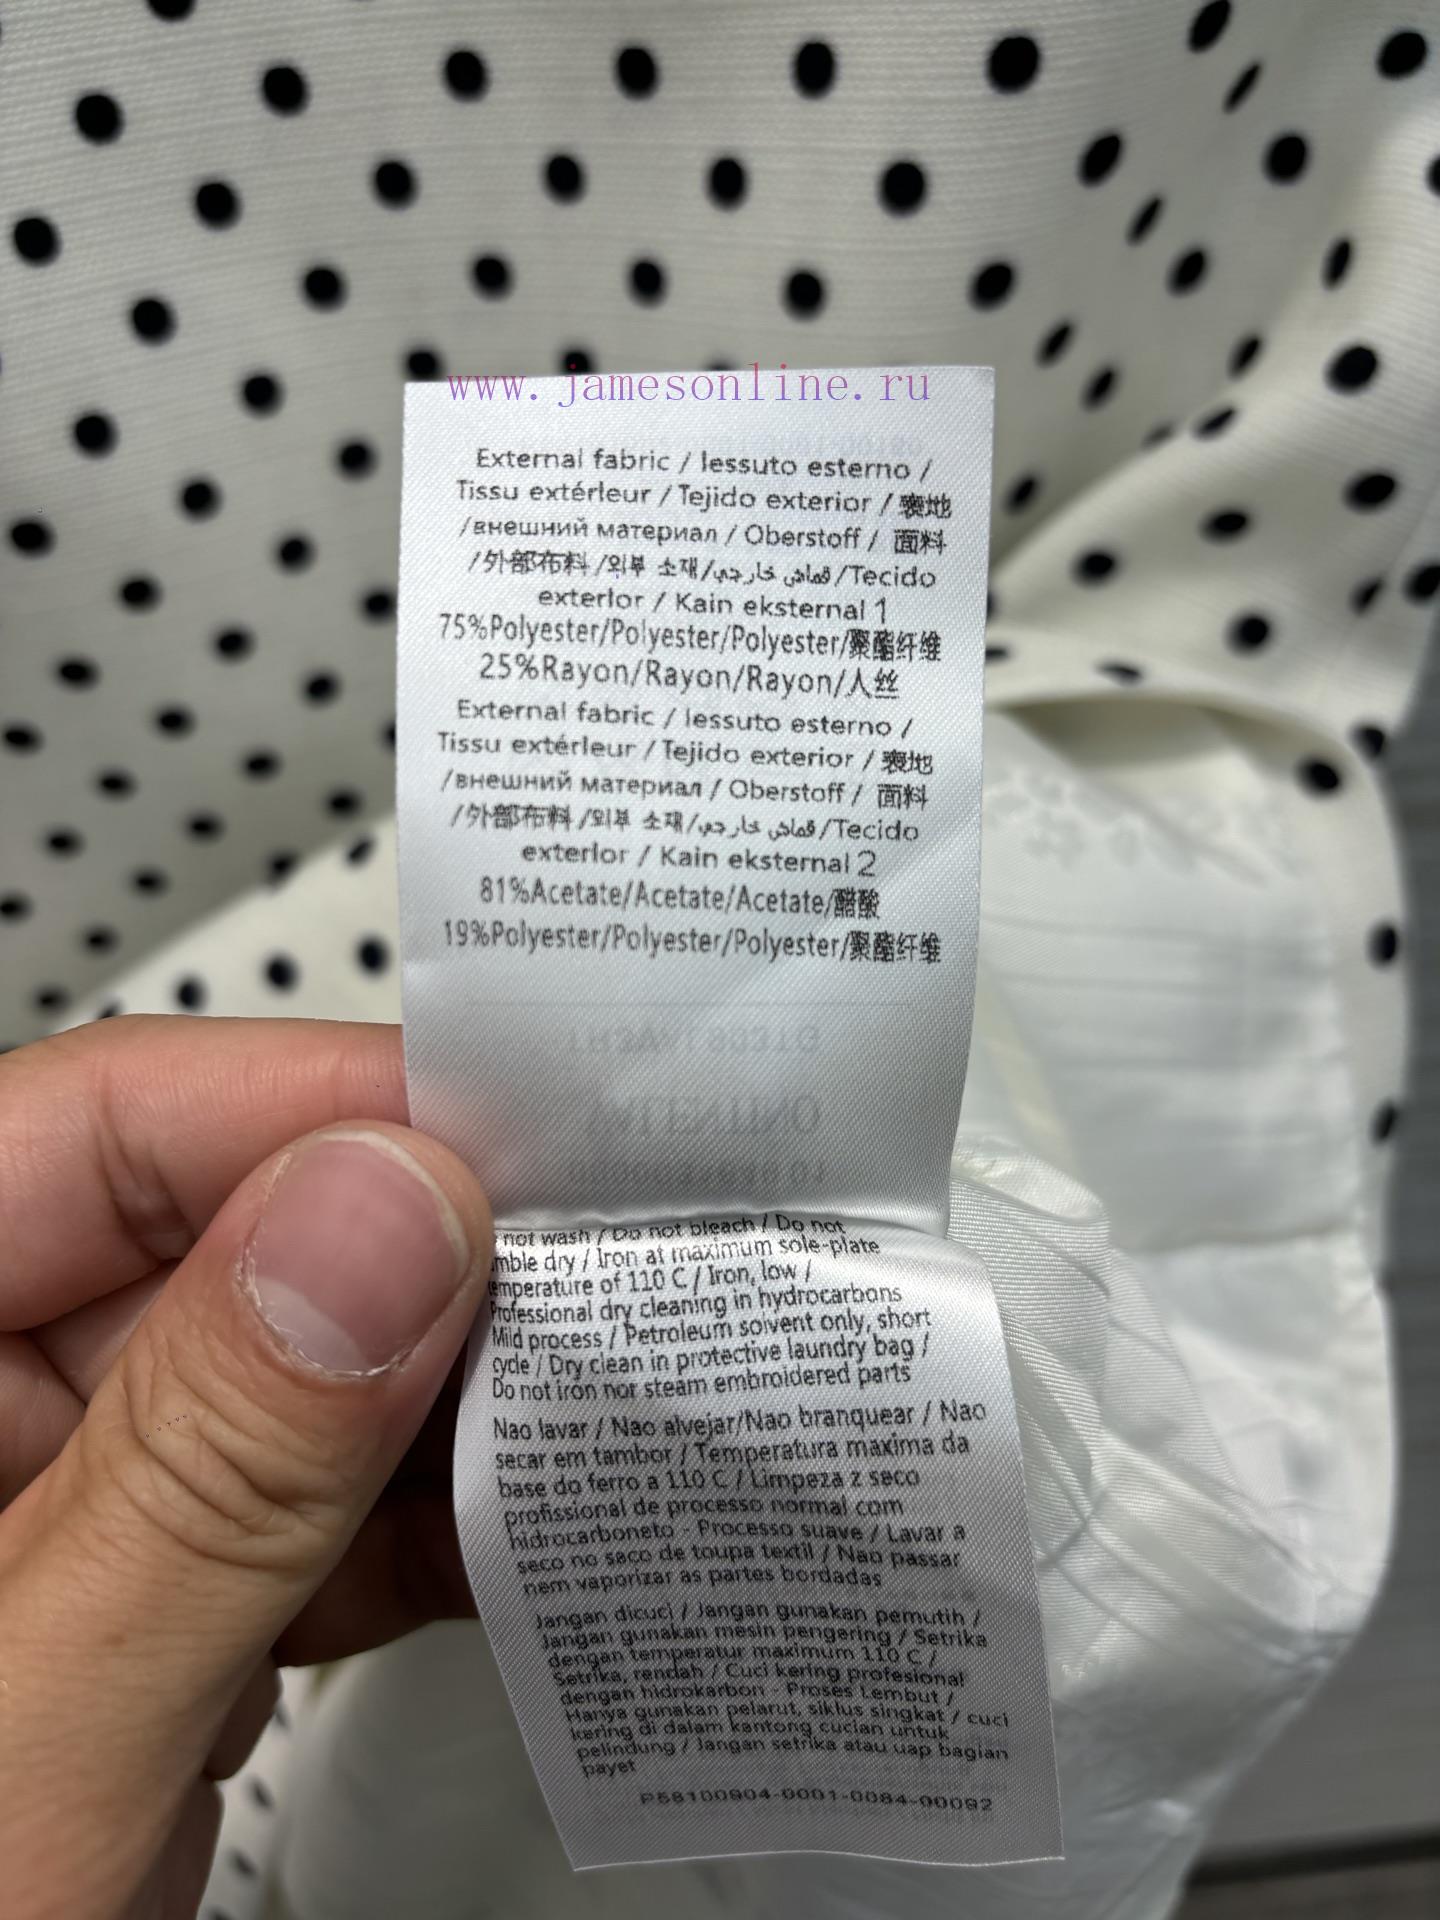 www.jamesonline.ru
External fabric / lessuto esterno /
Tissu extérleur / Tejido exterior / 裹地
/внешний материал / Oberstoff / 面料
/外部布料 /외부 소재/قماش خارجي/Tecido
exterlor / Kain eksternal 1
75%Polyester/Polyester/Polyester/聚酯纤维
25%Rayon/Rayon/Rayon/人丝
External fabric / lessuto esterno /
Tissu extérleur / Tejido exterior / 裹地
/внешний материал / Oberstoff / 面料
/外部布料 /외부 소재/قماش خارجي/Tecido
exterlor / Kain eksternal 2
81%Acetate/Acetate/Acetate/醋酸
19%Polyester/Polyester/Polyester/聚酯纤维
not wash / Do not bleach / Do not
mble dry / Iron at maximum sole-plate
emperature of 110 C / Iron, low /
Professional dry cleaning in hydrocarbons
Mild process / Petroleum solvent only, short
cycle / Dry clean in protective laundry bag /
Do not iron nor steam embroidered parts
Nao lavar / Nao alvejar/Nao branquear / Nao
secar em tambor / Temperatura maxima da
base do ferro a 110 C / Limpeza z seco
profissional de processo normal com
hidrocarboneto - Processo suave / Lavar a
seco no saco de toupa textil / Nao passar
nem vaporizar as partes bordadas
Jangan dicuci / Jangan gunakan pemutih /
Jangan gunakan mesin pengering / Setrika
dengan temperatur maximum 110 C /
Setrika, rendah / Cuci kering profesional
dengan hidrokarbon - Proses Lembut /
Hanya gunakan pelarut, siklus singkat / cuci
kering di dalam kantong cucian untuk
pelindung / Jangan setrika atau uap bagian
payet
P58100904-0001-0084-00092